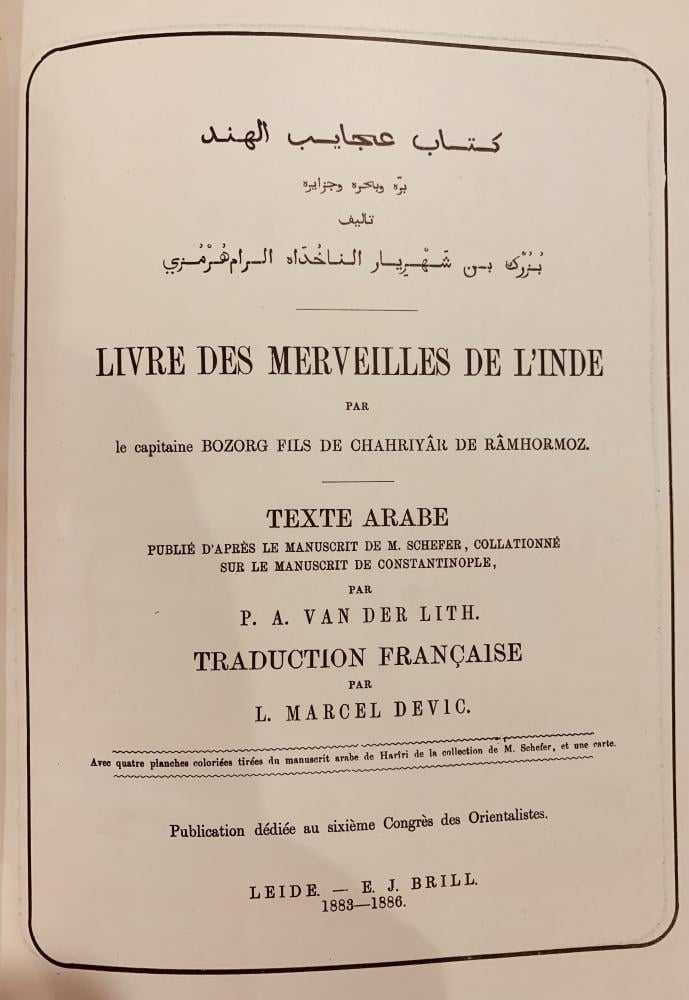 كتاب عجايب الهند
برّه وبحره وجزايره
تاليف
بُزُرْك بن شَهْرِيار الناخُذاه الرام هُرْمُزي
LIVRE DES MERVEILLES DE L'INDE
PAR
le capitaine BOZORG FILS DE CHAHRIYÂR DE RÂMHORMOZ.
TEXTE ARABE
PUBLIÉ D'APRÈS LE MANUSCRIT DE M. SCHEFER, COLLATIONNÉ
SUR LE MANUSCRIT DE CONSTANTINOPLE,
PAR
P. A. VAN DER LITH.
TRADUCTION FRANÇAISE
PAR
L. MARCEL DEVIC.
Avec quatre planches coloriées tirées du manuscrit arabe de Harîrî de la collection de M. Schefer, et une carte.
Publication dédiée au sixième Congrès des Orientalistes.
LEIDE. — E. J. BRILL.
1883—1886.